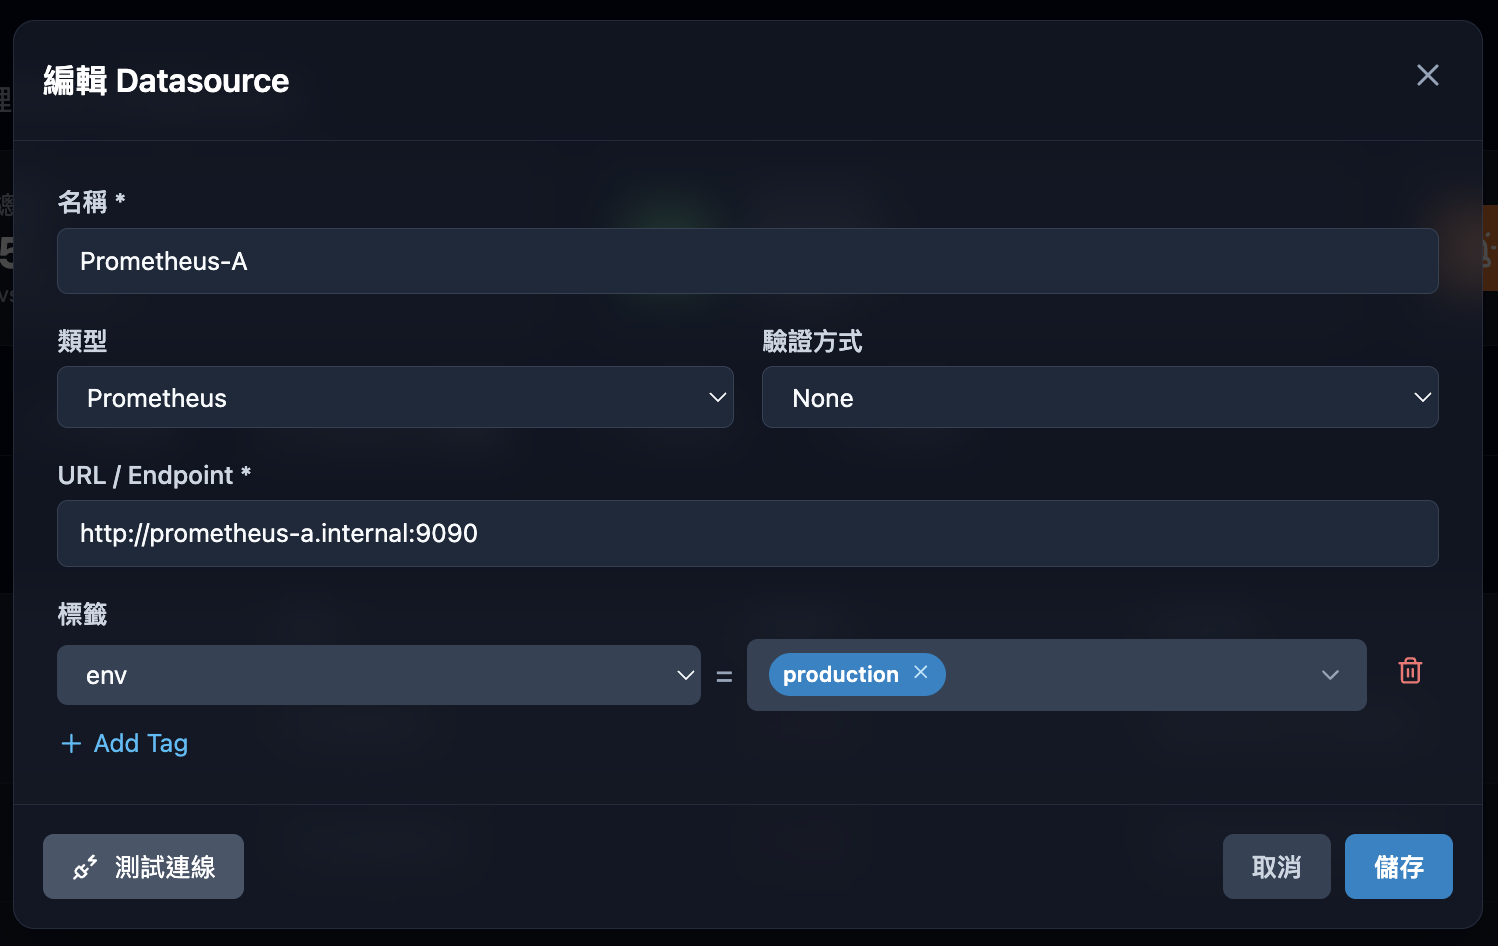 編輯 Datasource
名稱 *
Prometheus-A
類型
驗證方式
Prometheus
None
URL / Endpoint *
http://prometheus-a.internal:9090
標籤
env
=
production
Add Tag
測試連線
取消
儲存